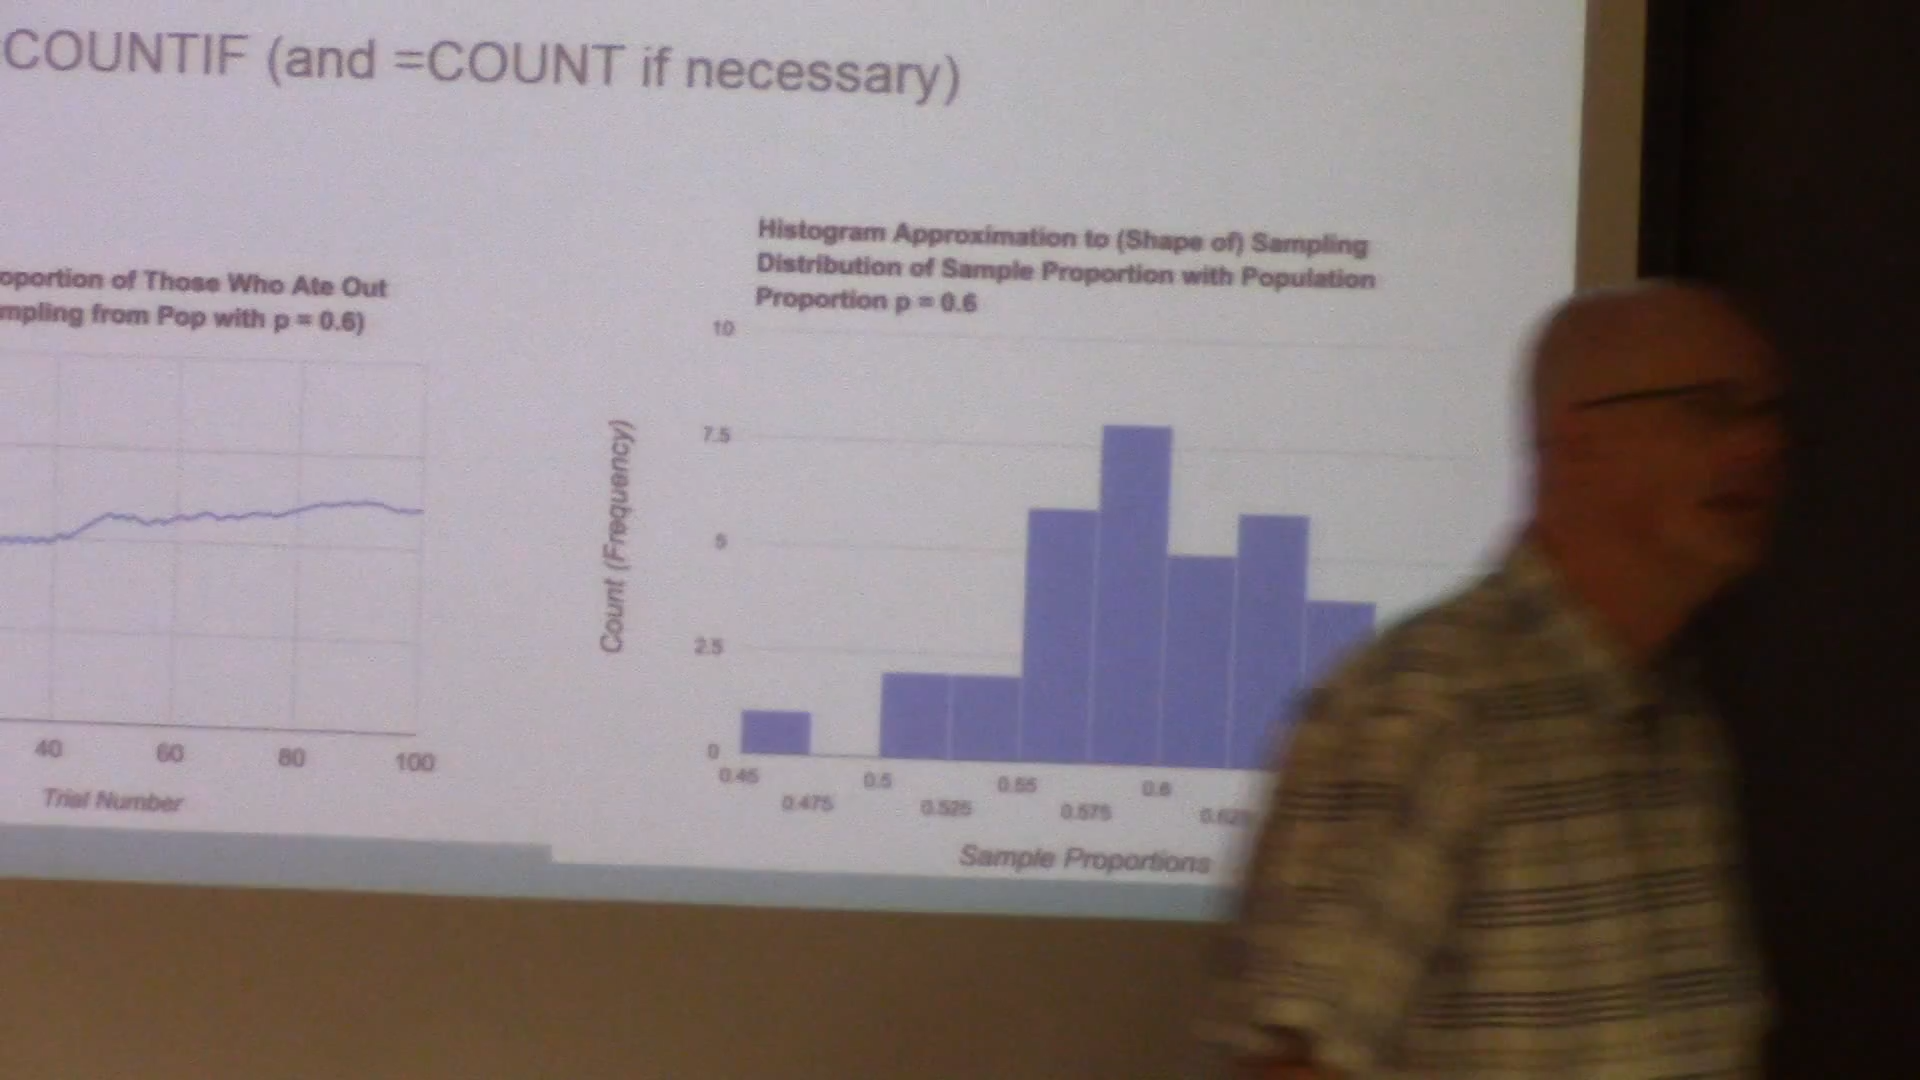 COUNTIF (and =COUNT if necessary)
oportion of Those Who Ate Out
mpling from Pop with p = 0.6)
40 60 80 100
Trial Number
Histogram Approximation to (Shape of) Sampling
Distribution of Sample Proportion with Population
Proportion p = 0.6
10
7.5
5
2.5
0
Count (Frequency)
0.45 0.5 0.55 0.6
0.475 0.525 0.575
Sample Proportions